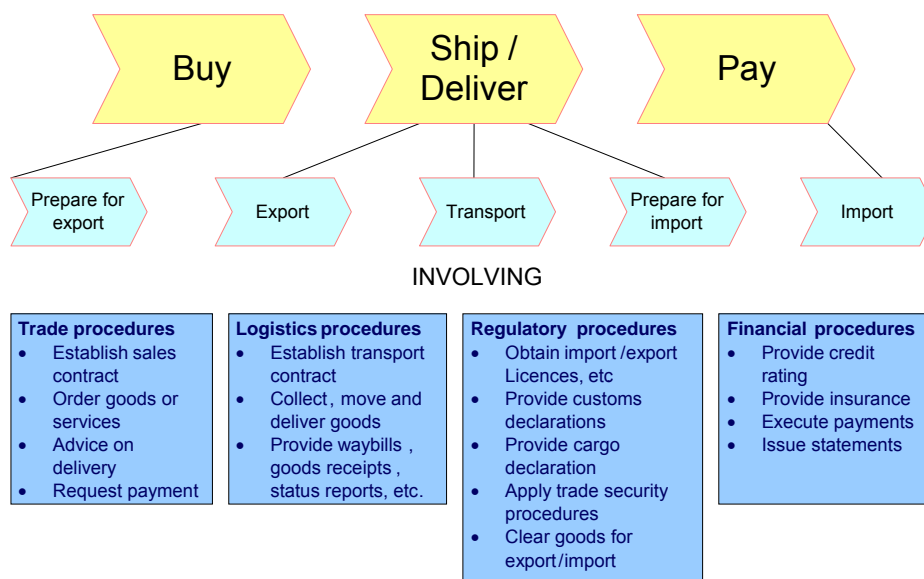 Buy
Ship /
Deliver
Pay
Prepare for
export
Export
Transport
Prepare for
import
Import
INVOLVING
Trade procedures
• Establish sales
contract
• Order goods or
services
• Advice on
delivery
• Request payment
Logistics procedures
• Establish transport
contract
• Collect, move and
deliver goods
• Provide waybills ,
goods receipts ,
status reports, etc.
Regulatory procedures
• Obtain import /export
Licences, etc
• Provide customs
declarations
• Provide cargo
declaration
• Apply trade security
procedures
• Clear goods for
export/import
Financial procedures
• Provide credit
rating
• Provide insurance
• Execute payments
• Issue statements